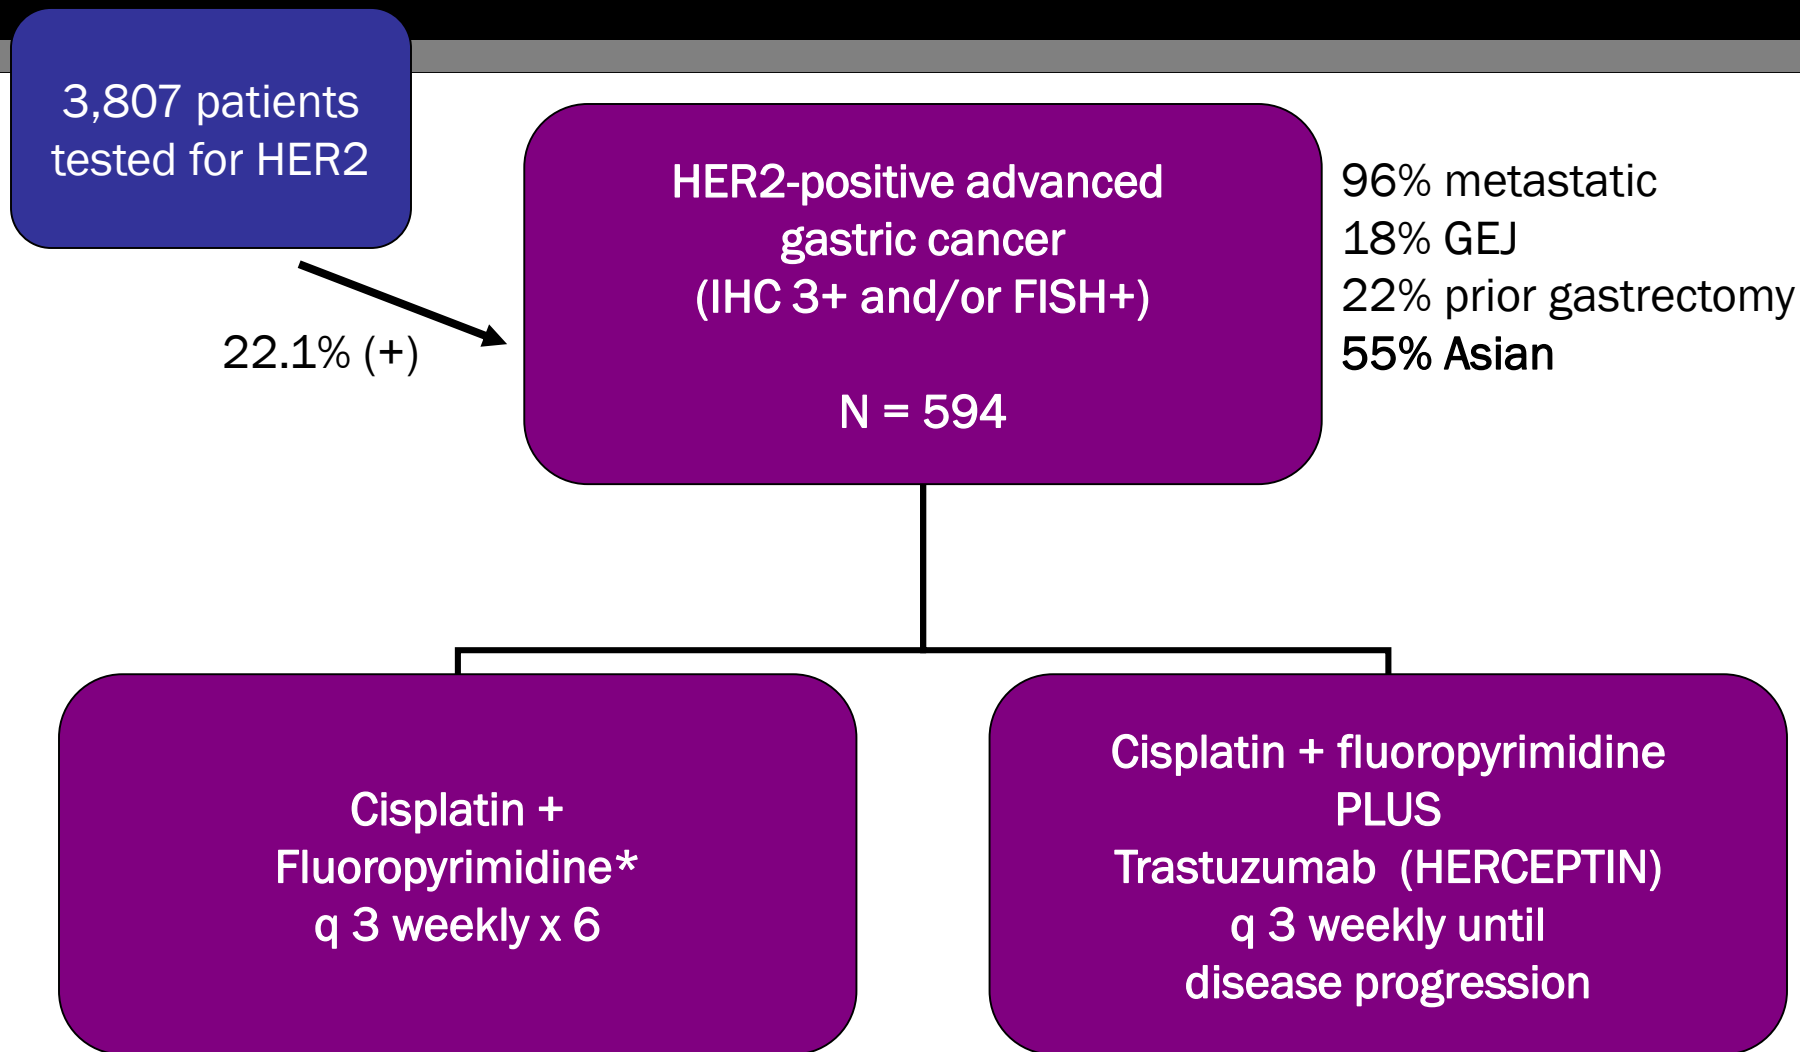 3,807 patients
tested for HER2
22.1% (+)
HER2-positive advanced
gastric cancer
(IHC 3+ and/or FISH+)
N = 594
96% metastatic
18% GEJ
22% prior gastrectomy
55% Asian
Cisplatin +
Fluoropyrimidine*
q 3 weekly x 6
Cisplatin + fluoropyrimidine
PLUS
Trastuzumab (HERCEPTIN)
q 3 weekly until
disease progression